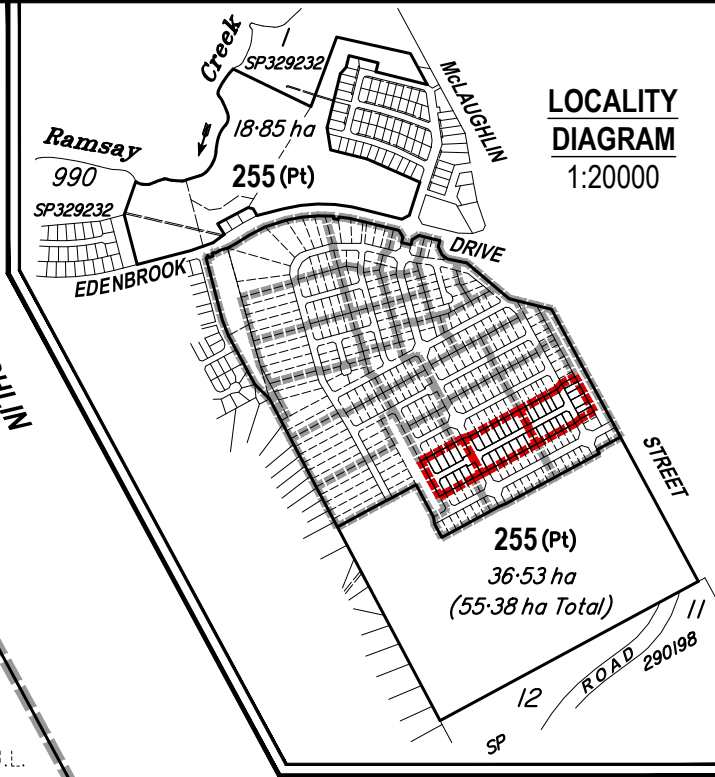 Creek
1
SP329232
McLAUGHLIN
LOCALITY
DIAGRAM
1:20000
18·85 ha
Ramsay
990
255 (Pt)
SP329232
DRIVE
EDENBROOK
STREET
255 (Pt)
36·53 ha
(55·38 ha Total)
11
ROAD
290198
12
SP